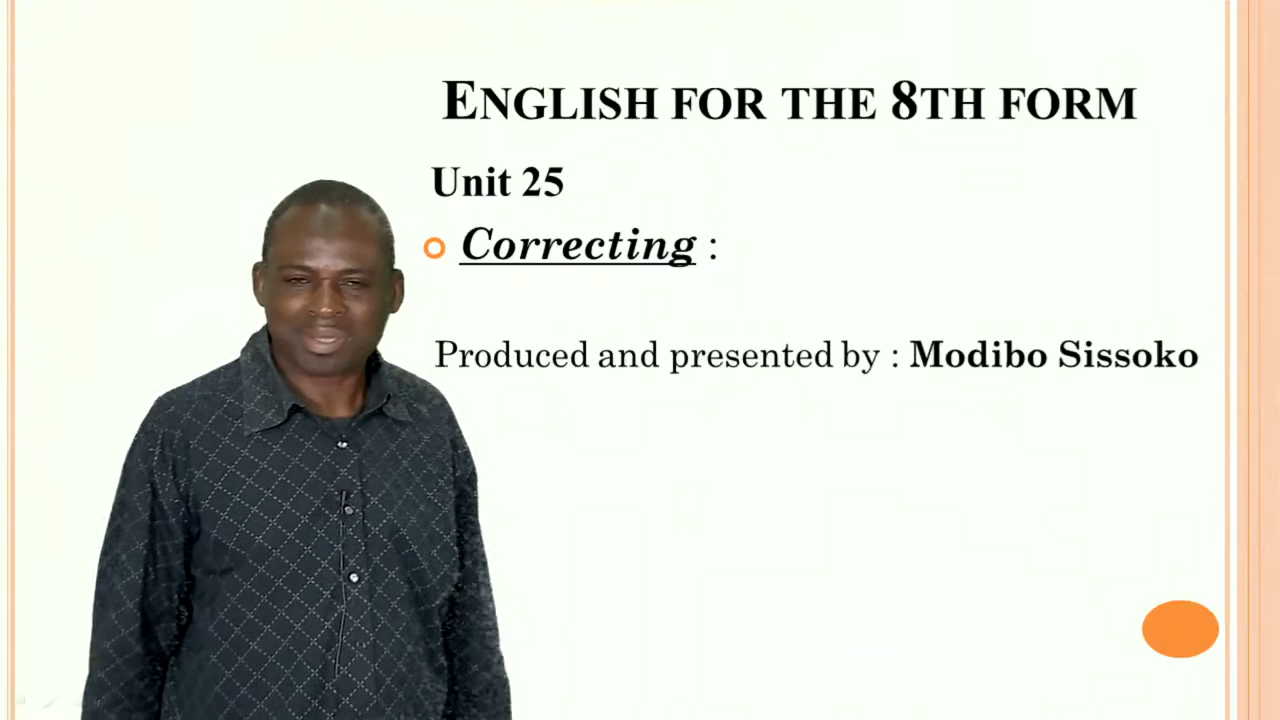 ENGLISH FOR THE 8TH FORM
Unit 25
Correcting :
Produced and presented by : Modibo Sissoko